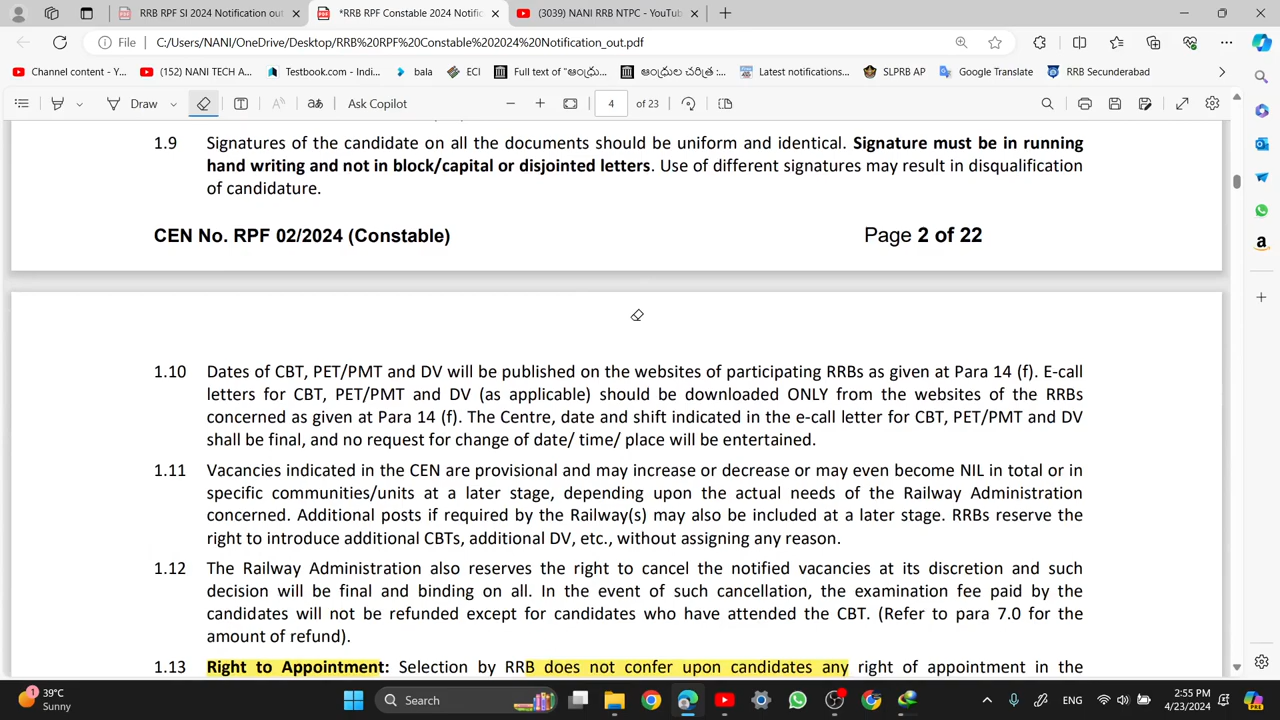 RRB RPF SI 2024 Notification out
*RRB RPF Constable 2024 Notific
(3039) NANI RRB NTPC - YouTube
File
C:/Users/NANI/OneDrive/Desktop/RRB%20RPF%20Constable%202024%20Notification_out.pdf
Channel content - Y...
(152) NANI TECH A...
Testbook.com - Indi...
bala
ECI
Full text of "ఆంధ్రు...
ఆంధ్రుల చరిత్ర :...
Latest notifications...
SLPRB AP
Google Translate
RRB Secunderabad
Draw
Ask Copilot
4 of 23
1.9 Signatures of the candidate on all the documents should be uniform and identical. Signature must be in running
hand writing and not in block/capital or disjointed letters. Use of different signatures may result in disqualification
of candidature.
CEN No. RPF 02/2024 (Constable) Page 2 of 22
1.10 Dates of CBT, PET/PMT and DV will be published on the websites of participating RRBs as given at Para 14 (f). E-call
letters for CBT, PET/PMT and DV (as applicable) should be downloaded ONLY from the websites of the RRBs
concerned as given at Para 14 (f). The Centre, date and shift indicated in the e-call letter for CBT, PET/PMT and DV
shall be final, and no request for change of date/ time/ place will be entertained.
1.11 Vacancies indicated in the CEN are provisional and may increase or decrease or may even become NIL in total or in
specific communities/units at a later stage, depending upon the actual needs of the Railway Administration
concerned. Additional posts if required by the Railway(s) may also be included at a later stage. RRBs reserve the
right to introduce additional CBTs, additional DV, etc., without assigning any reason.
1.12 The Railway Administration also reserves the right to cancel the notified vacancies at its discretion and such
decision will be final and binding on all. In the event of such cancellation, the examination fee paid by the
candidates will not be refunded except for candidates who have attended the CBT. (Refer to para 7.0 for the
amount of refund).
1.13 Right to Appointment: Selection by RRB does not confer upon candidates any right of appointment in the
1
39°C
Sunny
Search
ENG
2:55 PM
4/23/2024